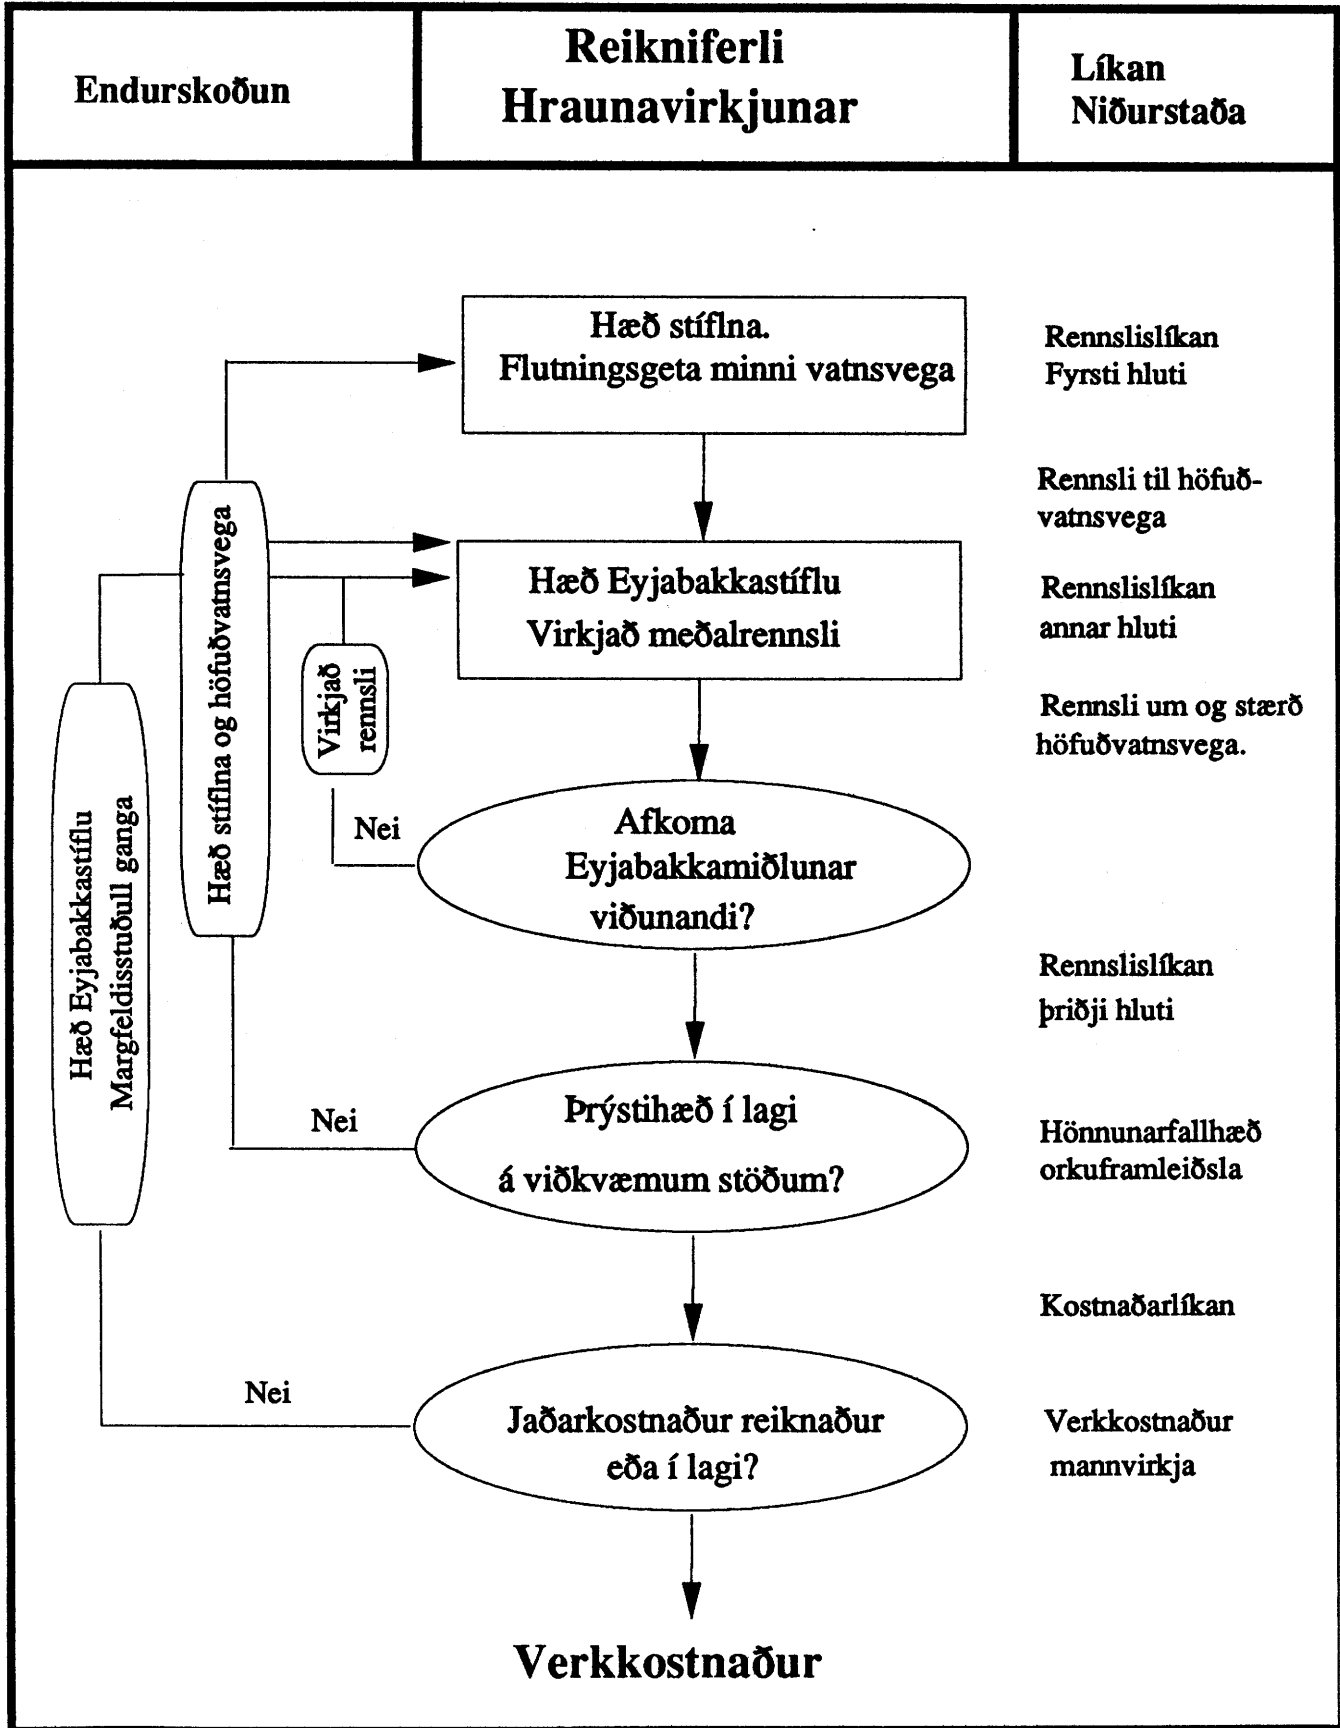 Endurskoðun
Reikniferli
Hraunavirkjunar
Líkan
Niðurstaða
Hæð stíflna.
Flutningsgeta minni vatnsvega
Rennslislíkan
Fyrsti hluti
Rennsli til höfuð-
vatnsvega
Hæð stíflna og höfuðvatnsvega
Hæð Eyjabakkastíflu
Virkjað meðalrennsli
Rennslislíkan
annar hluti
Virkjað
rennsli
Rennsli um og stærð
höfuðvatnsvega.
Hæð Eyjabakkastíflu
Margfeldisstuðull ganga
Nei
Afkoma
Eyjabakkamiðlunar
viðunandi?
Rennslislíkan
þriðji hluti
Nei
Þrýstihæð í lagi
á viðkvæmum stöðum?
Hönnunarfallhæð
orkuframleiðsla
Kostnaðarlíkan
Nei
Jaðarkostnaður reiknaður
eða í lagi?
Verkkostnaður
mannvirkja
Verkkostnaður